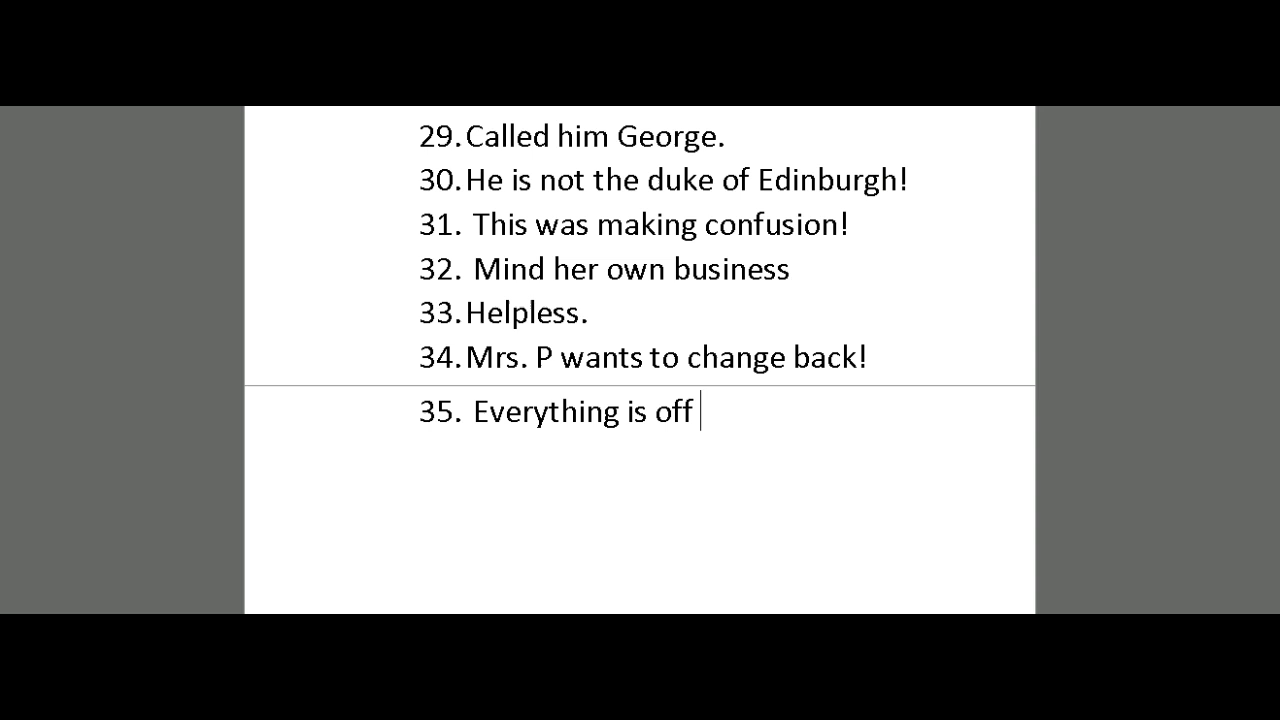 29. Called him George.
30. He is not the duke of Edinburgh!
31. This was making confusion!
32. Mind her own business
33. Helpless.
34. Mrs. P wants to change back!
35. Everything is off